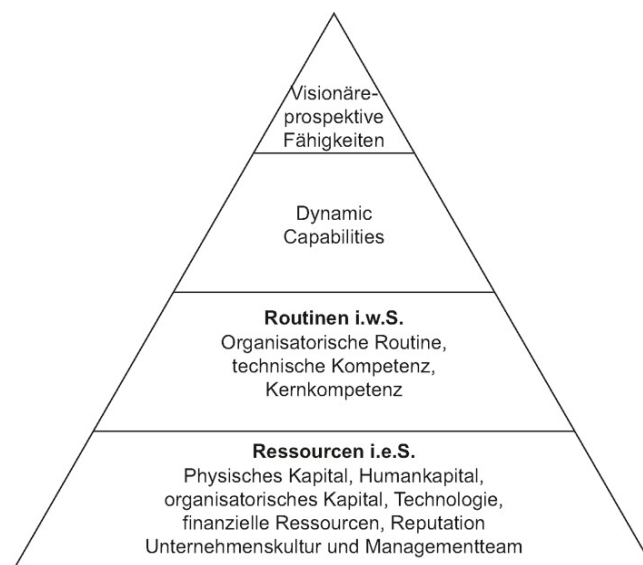 Visionäre-
prospektive
Fähigkeiten
Dynamic
Capabilities
Routinen i.w.S.
Organisatorische Routine,
technische Kompetenz,
Kernkompetenz
Ressourcen i.e.S.
Physisches Kapital, Humankapital,
organisatorisches Kapital, Technologie,
finanzielle Ressourcen, Reputation
Unternehmenskultur und Managementteam